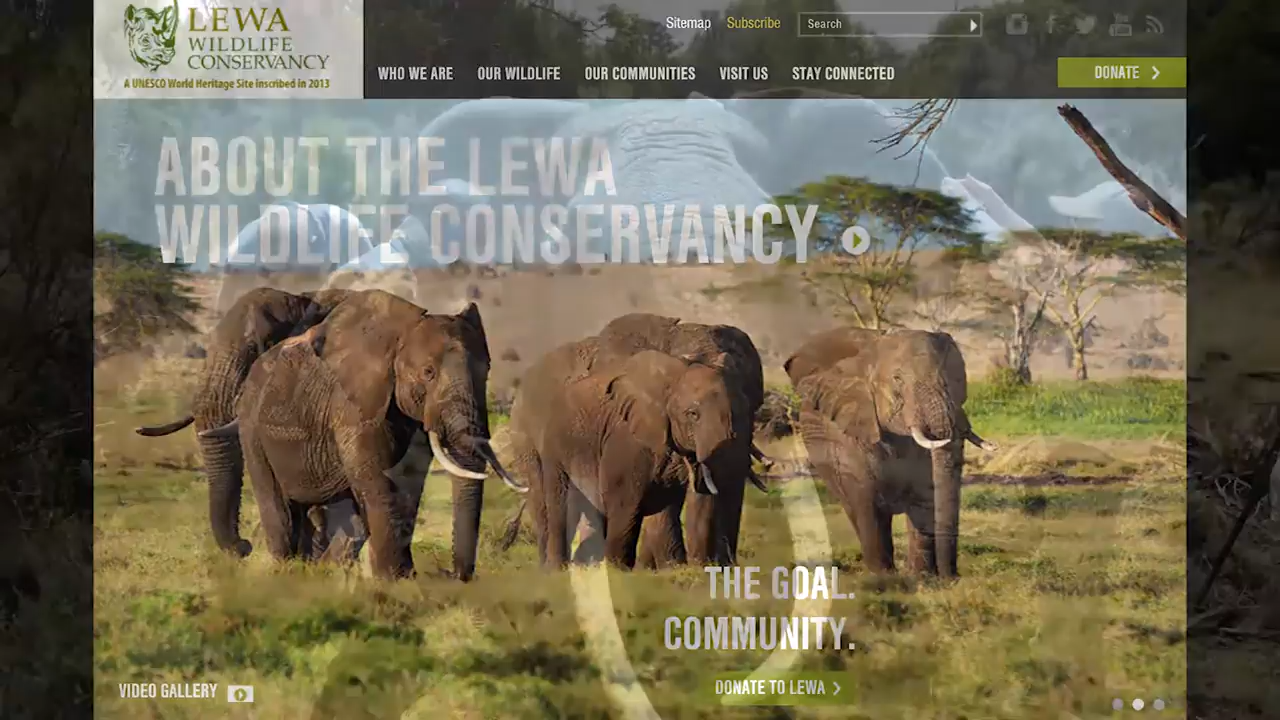 LEWA
WILDLIFE
CONSERVANCY
A UNESCO World Heritage Site Inscribed in 2013
Sitemap Subscribe Search
WHO WE ARE OUR WILDLIFE OUR COMMUNITIES VISIT US STAY CONNECTED
DONATE
ABOUT THE LEWA
WILDLIFE CONSERVANCY
THE GOAL.
COMMUNITY.
DONATE TO LEWA
VIDEO GALLERY